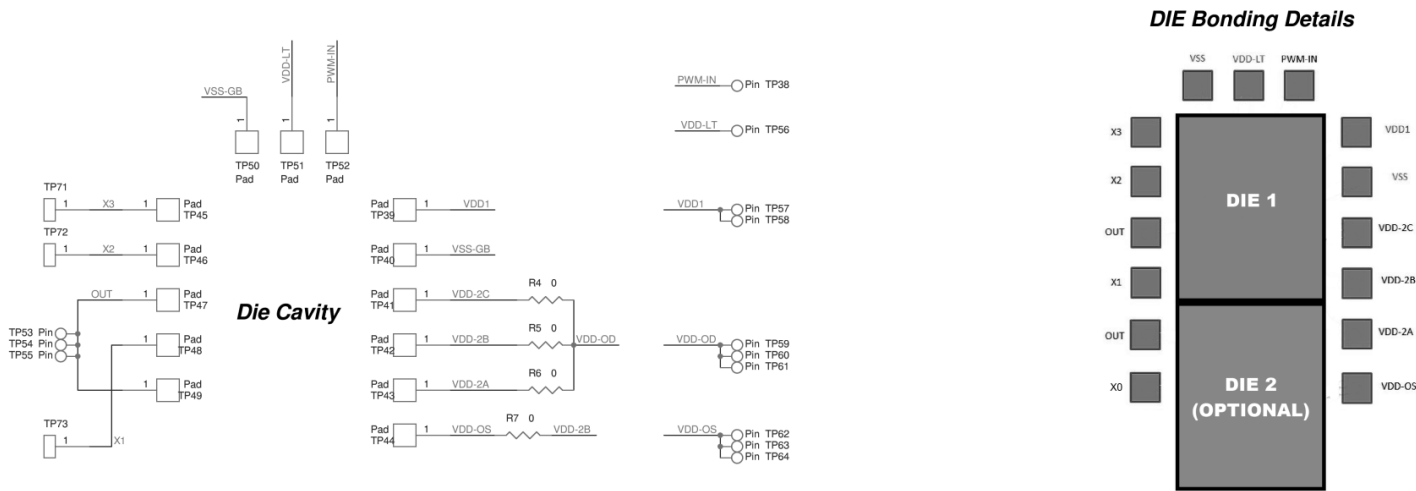 DIE Bonding Details
VSS VDD-LT PWM-IN
VDD-LT
PWM-IN
VSS-GB
PWM-IN Pin TP38
VDD-LT Pin TP56
1 1 1
TP50 TP51 TP52
Pad Pad Pad
TP71
1 X3 1 Pad
TP45
Pad 1 VDD1
TP39
VDD1 Pin TP57
Pin TP58
TP72
1 X2 1 Pad
TP46
Pad 1 VSS-GB
TP40
OUT 1 Pad
TP47
Die Cavity
Pad 1 VDD-2C R4 0
TP41
TP53 Pin
TP54 Pin
TP55 Pin
1 Pad
TP48
Pad 1 VDD-2B R5 0 VDD-OD
TP42
VDD-OD Pin TP59
Pin TP60
Pin TP61
1 Pad
TP49
Pad 1 VDD-2A R6 0
TP43
TP73
1 X1
Pad 1 VDD-OS R7 0 VDD-2B
TP44
VDD-OS Pin TP62
Pin TP63
Pin TP64
X3 VDD1
X2 VSS
DIE 1
OUT VDD-2C
X1 VDD-2B
OUT VDD-2A
X0 VDD-OS
DIE 2
(OPTIONAL)